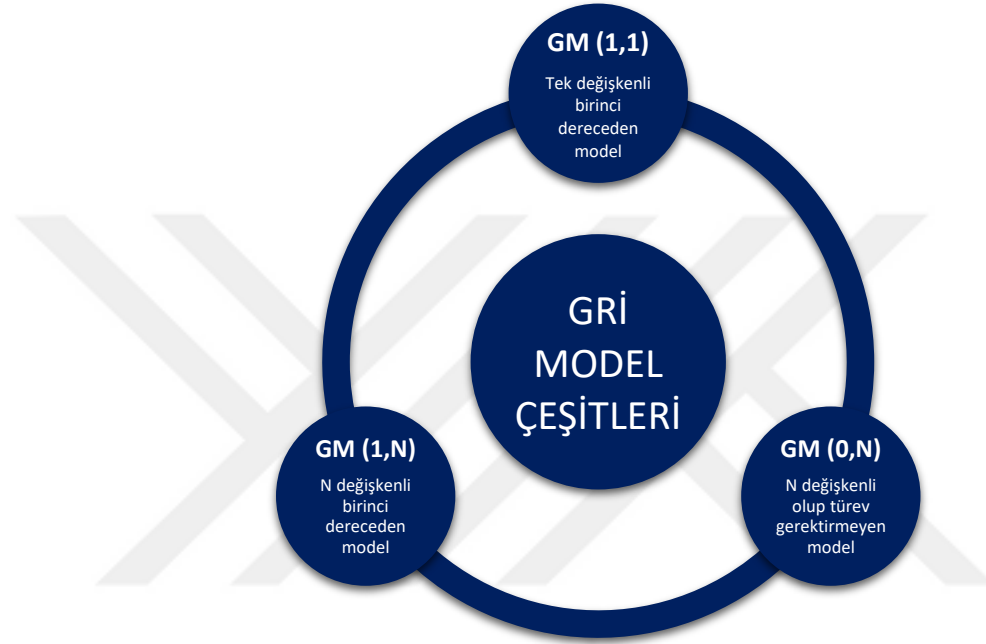 GM (1,1)
Tek değişkenli
birinci
dereceden
model
GRİ
MODEL
ÇEŞİTLERİ
GM (1,N)
N değişkenli
birinci
dereceden
model
GM (0,N)
N değişkenli
olup türev
gerektirmeyen
model